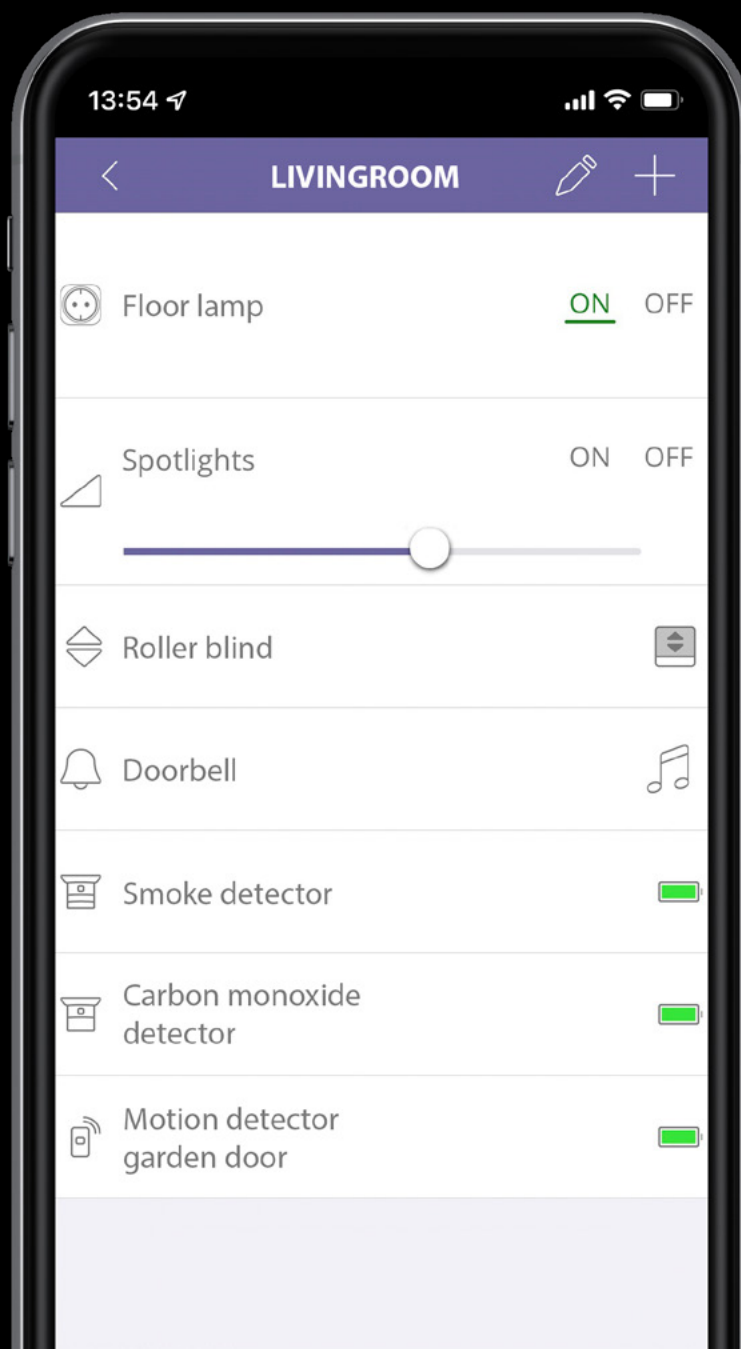 13:54
LIVINGROOM
Floor lamp
ON OFF
Spotlights
ON OFF
Roller blind
Doorbell
Smoke detector
Carbon monoxide
detector
Motion detector
garden door